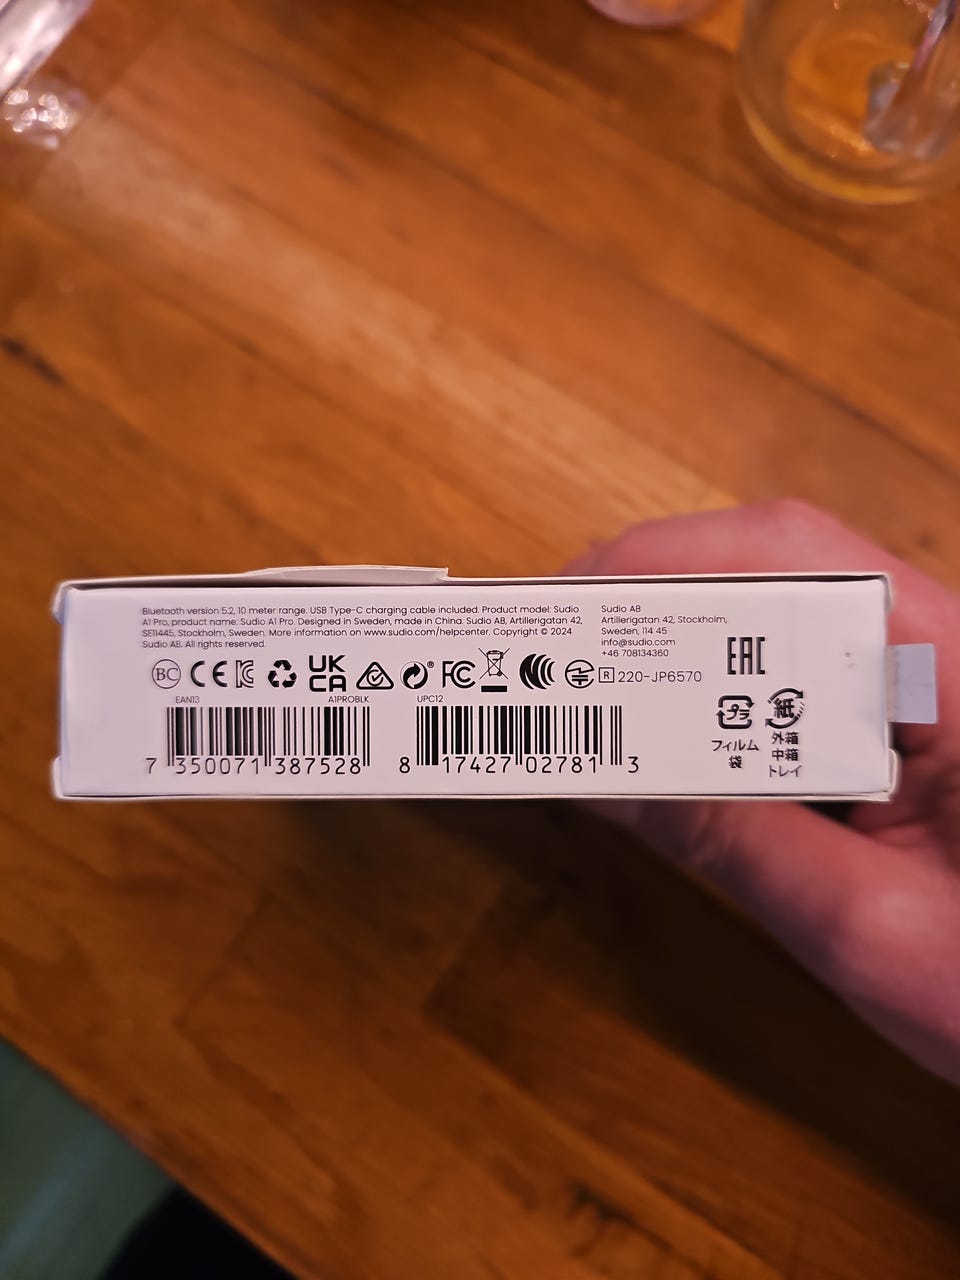 Bluetooth version 5.2, 10 meter range. USB Type-C charging cable included. Product model: Sudio
A1 Pro, product name: Sudio A1 Pro. Designed in Sweden, made in China. Sudio AB, Artillerigatan 42,
SE11445, Stockholm, Sweden. More information on www.sudio.com/helpcenter. Copyright © 2024
Sudio AB. All rights reserved.
Sudio AB
Artillerigatan 42, Stockholm,
Sweden, 114 45
info@sudio.com
+46 708134360
EAC
BC CE UK CA FC R 220-JP6570
EAN13 A1PROBLK UPC12
7 350071 387528 8 17427 02781 3
プラ 紙
フィルム
袋
外箱
中箱
トレイ